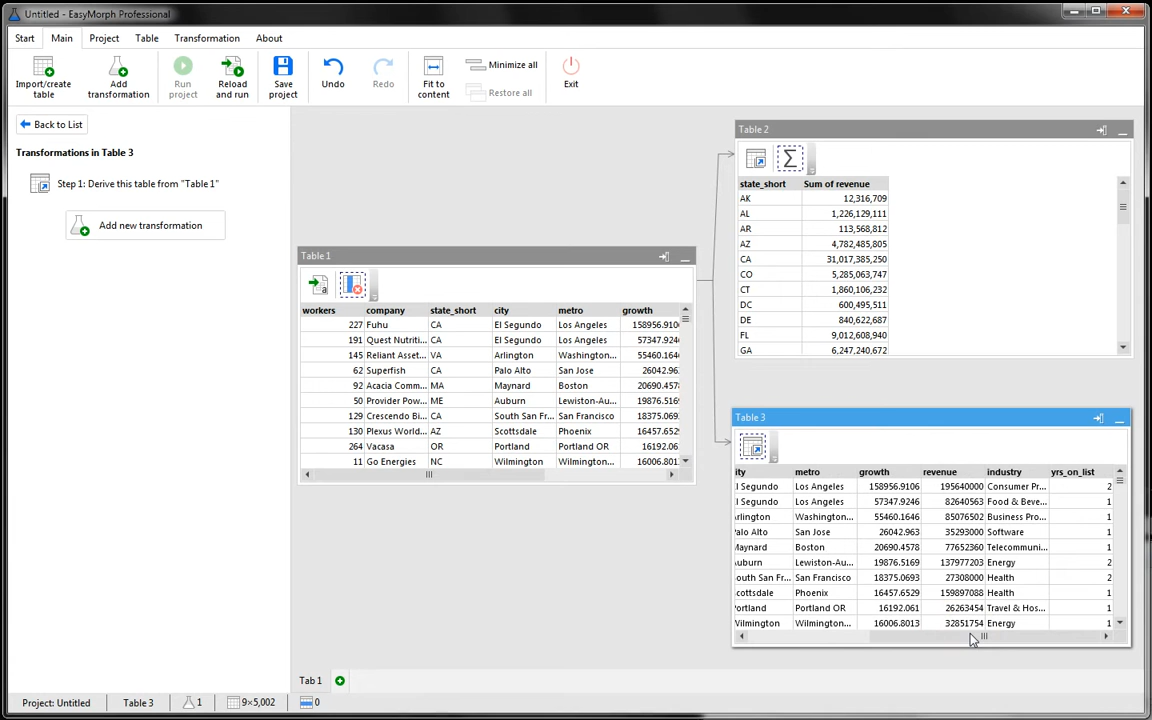 Untitled - EasyMorph Professional
Start Main Project Table Transformation About
Import/create table
Add transformation
Run project
Reload and run
Save project
Undo
Redo
Fit to content
Minimize all
Restore all
Exit
Back to List
Transformations in Table 3
Step 1: Derive this table from "Table 1"
Add new transformation
Table 1
workers company state_short city metro growth
227 Fuhu CA El Segundo Los Angeles 158956.910
191 Quest Nutriti... CA El Segundo Los Angeles 57347.924
145 Reliant Asset... VA Arlington Washington... 55460.164
62 Superfish CA Palo Alto San Jose 26042.96
92 Acacia Comm... MA Maynard Boston 20690.457
50 Provider Pow... ME Auburn Lewiston-Au... 19876.516
129 Crescendo Bi... CA South San Fr... San Francisco 18375.069
130 Plexus World... AZ Scottsdale Phoenix 16457.652
264 Vacasa OR Portland Portland OR 16192.06
11 Go Energies NC Wilmington Wilmington... 16006.801
Table 2
state_short Sum of revenue
AK 12,316,709
AL 1,226,129,111
AR 113,568,812
AZ 4,782,485,805
CA 31,017,385,250
CO 5,285,063,747
CT 1,860,106,232
DC 600,495,511
DE 840,622,687
FL 9,012,608,940
GA 6,247,240,672
Table 3
ity metro growth revenue industry yrs_on_list
l Segundo Los Angeles 158956.9106 195640000 Consumer Pr... 2
l Segundo Los Angeles 57347.9246 82640563 Food & Beve... 1
rlington Washington... 55460.1646 85076502 Business Pro... 1
alo Alto San Jose 26042.963 35293000 Software 1
Maynard Boston 20690.4578 77652360 Telecommuni... 1
uburn Lewiston-Au... 19876.5169 137977203 Energy 2
outh San Fr... San Francisco 18375.0693 27308000 Health 2
cottsdale Phoenix 16457.6529 159897088 Health 1
ortland Portland OR 16192.061 26263454 Travel & Hos... 1
Wilmington Wilmington... 16006.8013 32851754 Energy 1
Tab 1
Project: Untitled Table 3 1 9×5,002 0